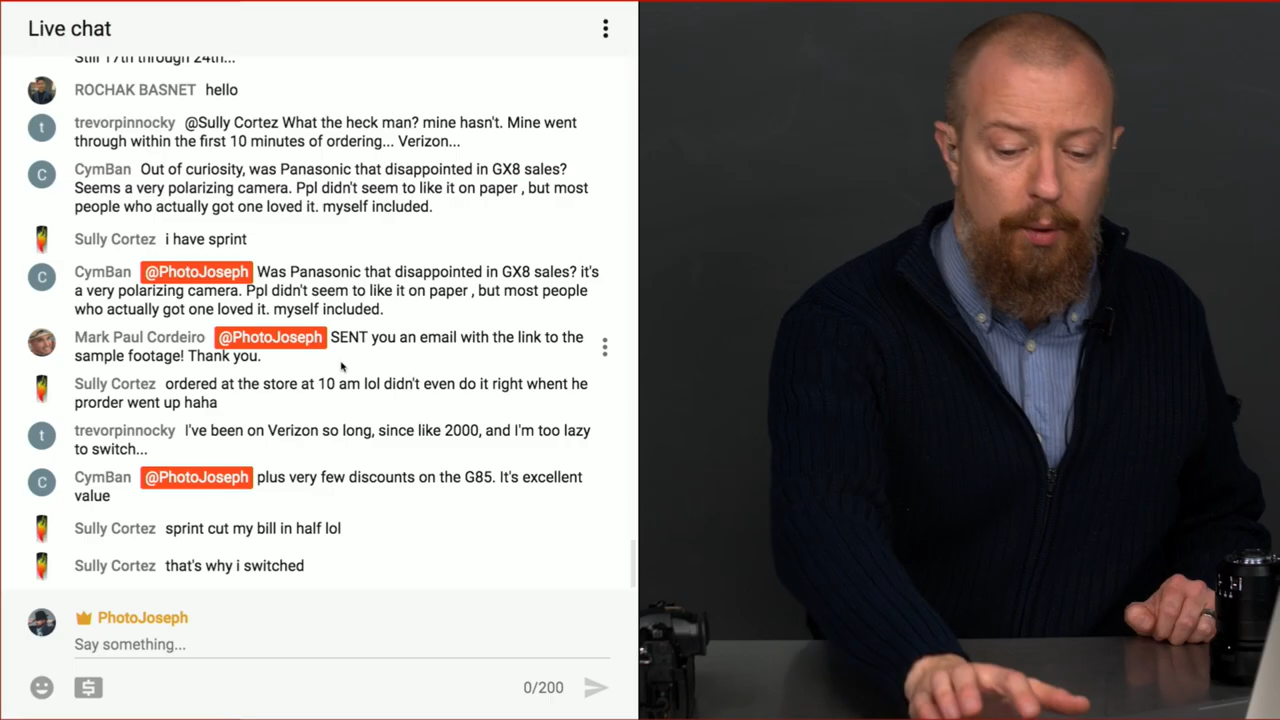 Live chat
Still 17th through 24th...
ROCHAK BASNET hello
trevorpinnocky @Sully Cortez What the heck man? mine hasn't. Mine went
through within the first 10 minutes of ordering... Verizon...
CymBan Out of curiosity, was Panasonic that disappointed in GX8 sales?
Seems a very polarizing camera. Ppl didn't seem to like it on paper , but most
people who actually got one loved it. myself included.
Sully Cortez i have sprint
CymBan @PhotoJoseph Was Panasonic that disappointed in GX8 sales? it's
a very polarizing camera. Ppl didn't seem to like it on paper , but most people
who actually got one loved it. myself included.
Mark Paul Cordeiro @PhotoJoseph SENT you an email with the link to the
sample footage! Thank you.
Sully Cortez ordered at the store at 10 am lol didn't even do it right whent he
prorder went up haha
trevorpinnocky I've been on Verizon so long, since like 2000, and I'm too lazy
to switch...
CymBan @PhotoJoseph plus very few discounts on the G85. It's excellent
value
Sully Cortez sprint cut my bill in half lol
Sully Cortez that's why i switched
PhotoJoseph
Say something...
0/200